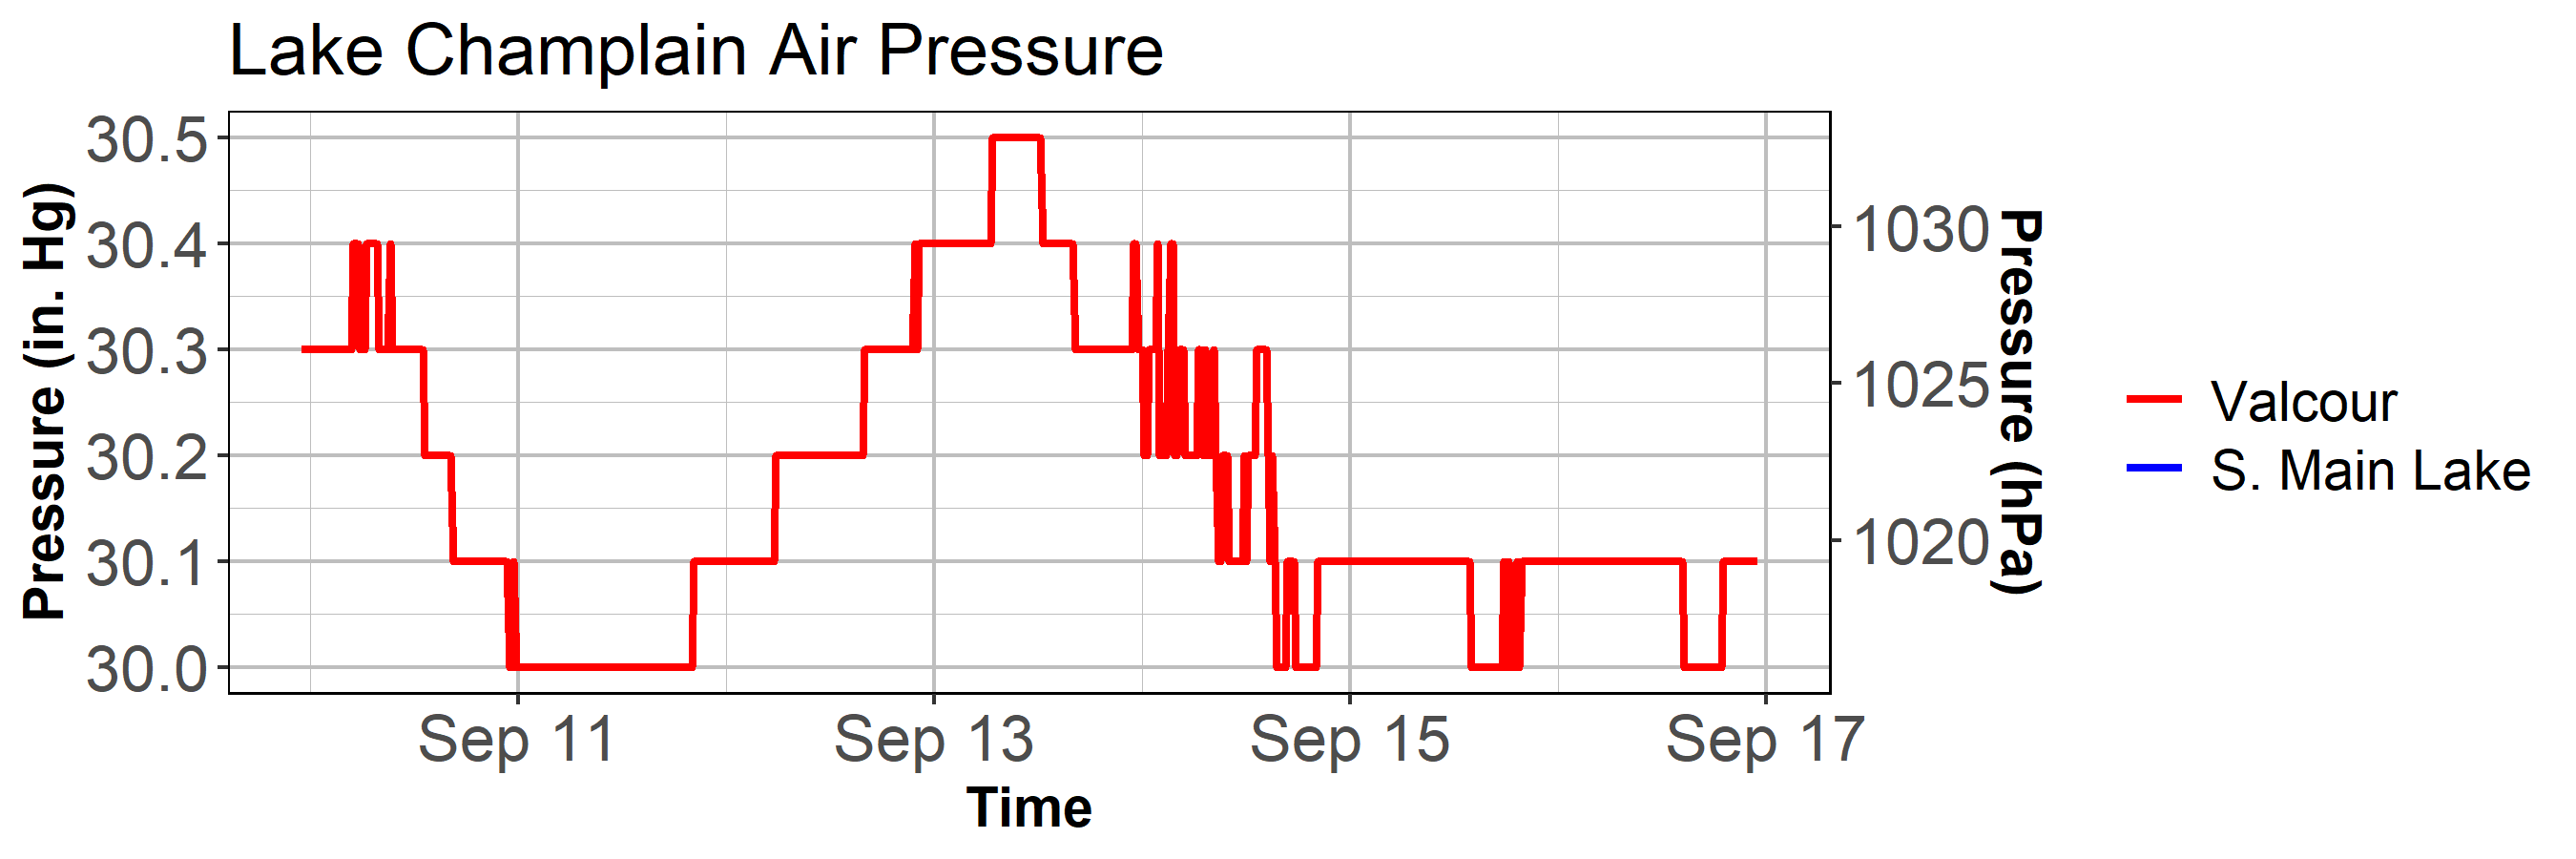 Lake Champlain Air Pressure
Pressure (in. Hg)
30.5
30.4
30.3
30.2
30.1
30.0
1030
1025
1020
Pressure (hPa)
Sep 11
Sep 13
Sep 15
Sep 17
Time
Valcour
S. Main Lake